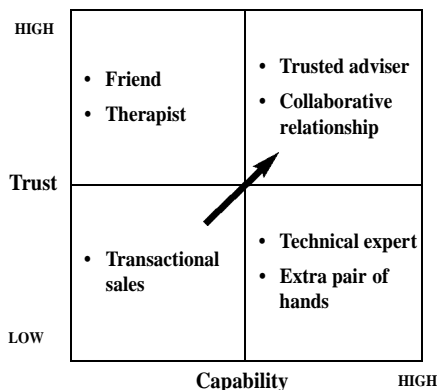 HIGH
• Friend
• Therapist
• Trusted adviser
• Collaborative
relationship
Trust
• Transactional
sales
• Technical expert
• Extra pair of
hands
LOW
Capability
HIGH